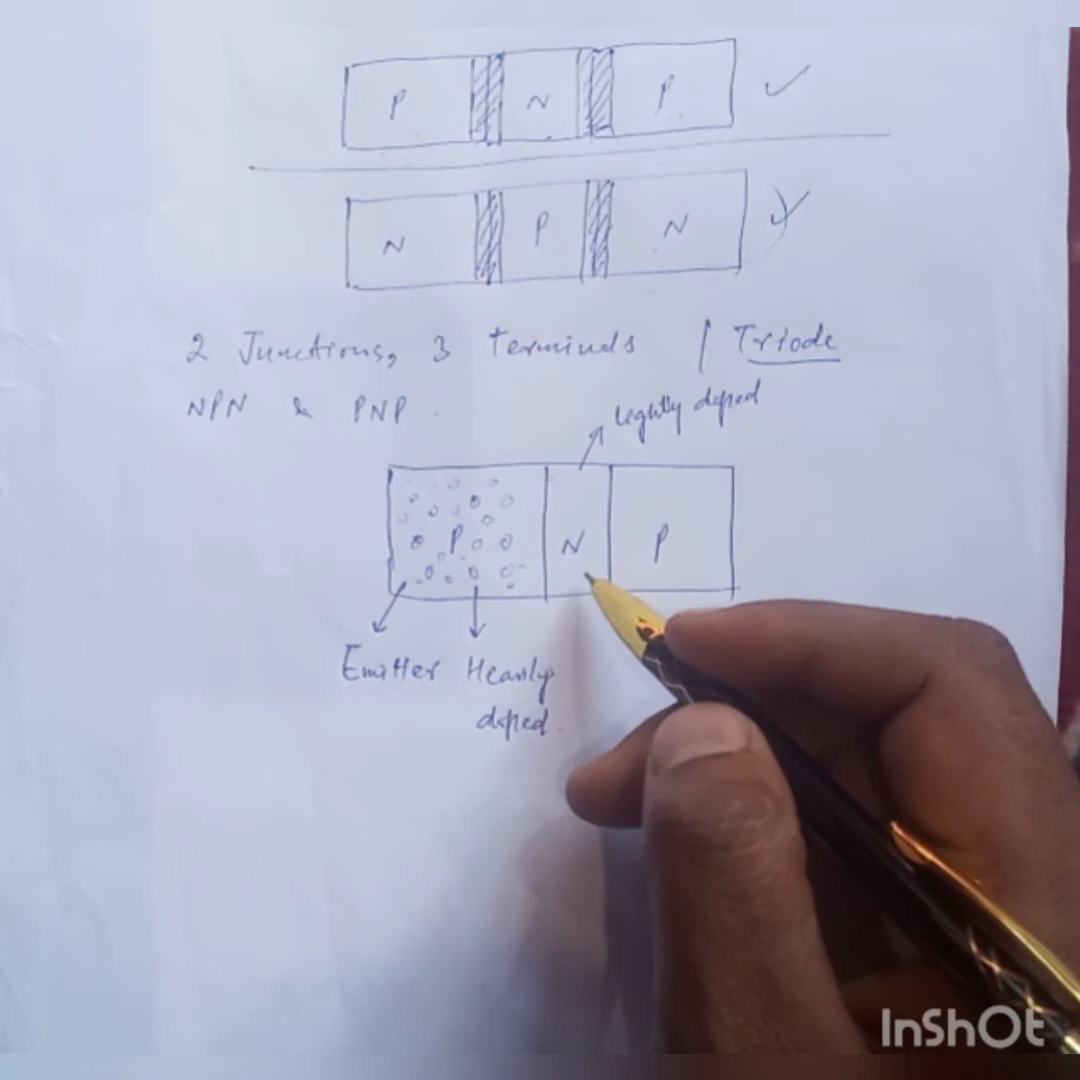 P N P
N P N
2 Junctions, 3 terminals / Triode
NPN & PNP.
lightly doped
P N P
Emitter Heavily
doped.
InShOt